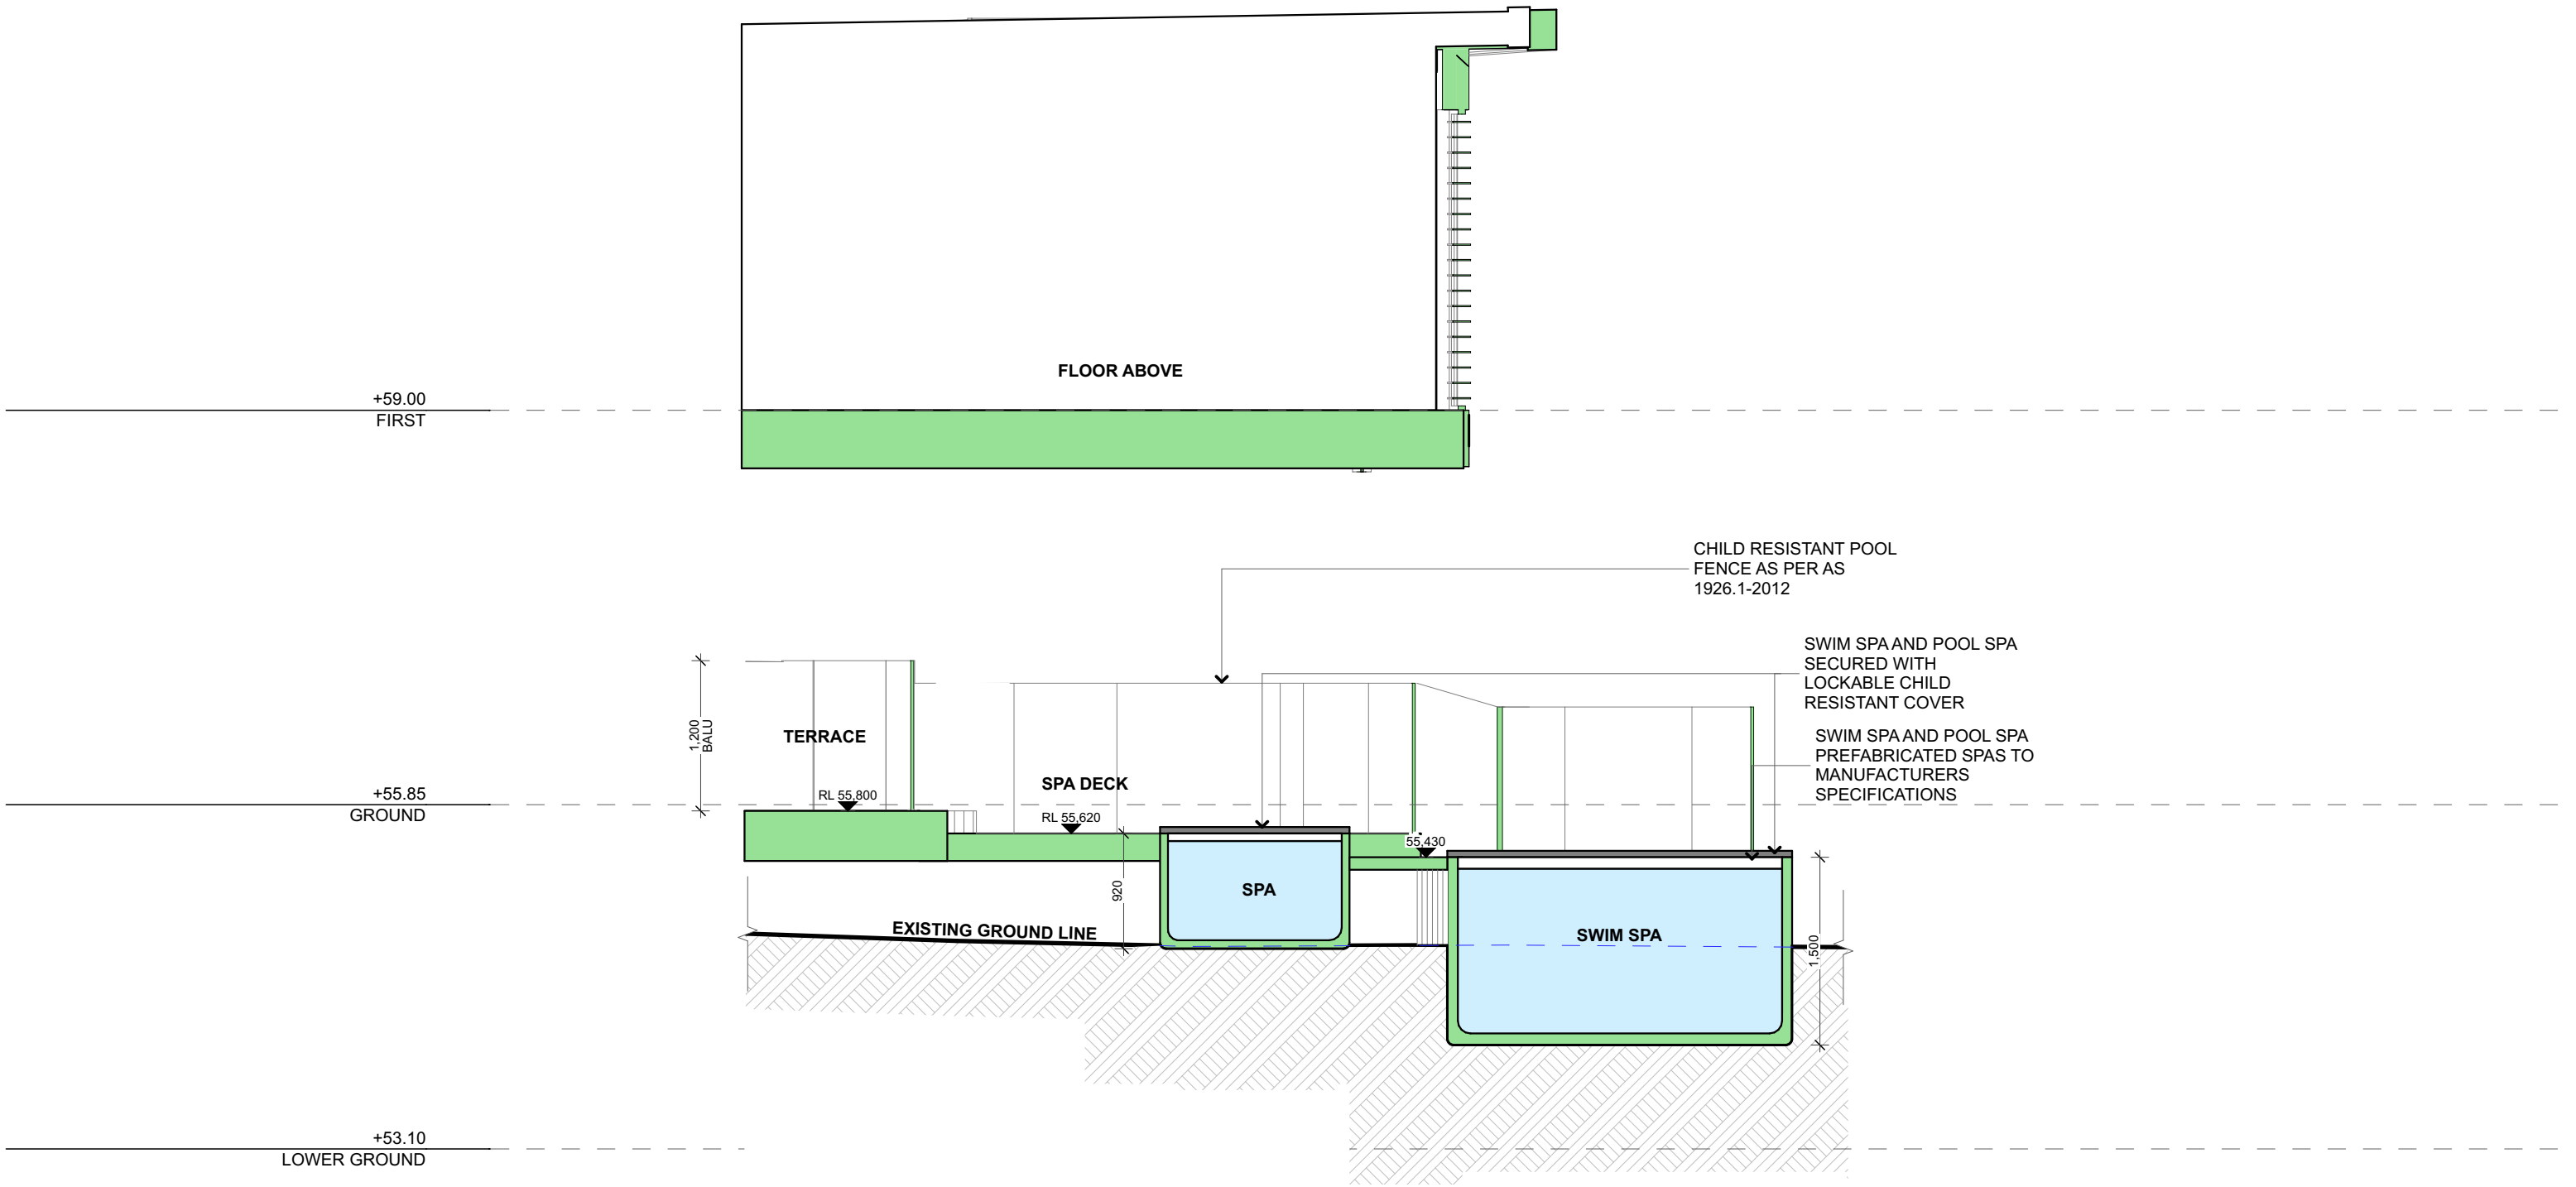 FLOOR ABOVE
+59.00
FIRST
CHILD RESISTANT POOL
FENCE AS PER AS
1926.1-2012
SWIM SPA AND POOL SPA
SECURED WITH
LOCKABLE CHILD
RESISTANT COVER
1,200
BALU
TERRACE
SWIM SPA AND POOL SPA
PREFABRICATED SPAS TO
MANUFACTURERS
SPECIFICATIONS
SPA DECK
+55.85
GROUND
RL 55,800
RL 55,620
55,430
920
SPA
EXISTING GROUND LINE
SWIM SPA
1,500
+53.10
LOWER GROUND